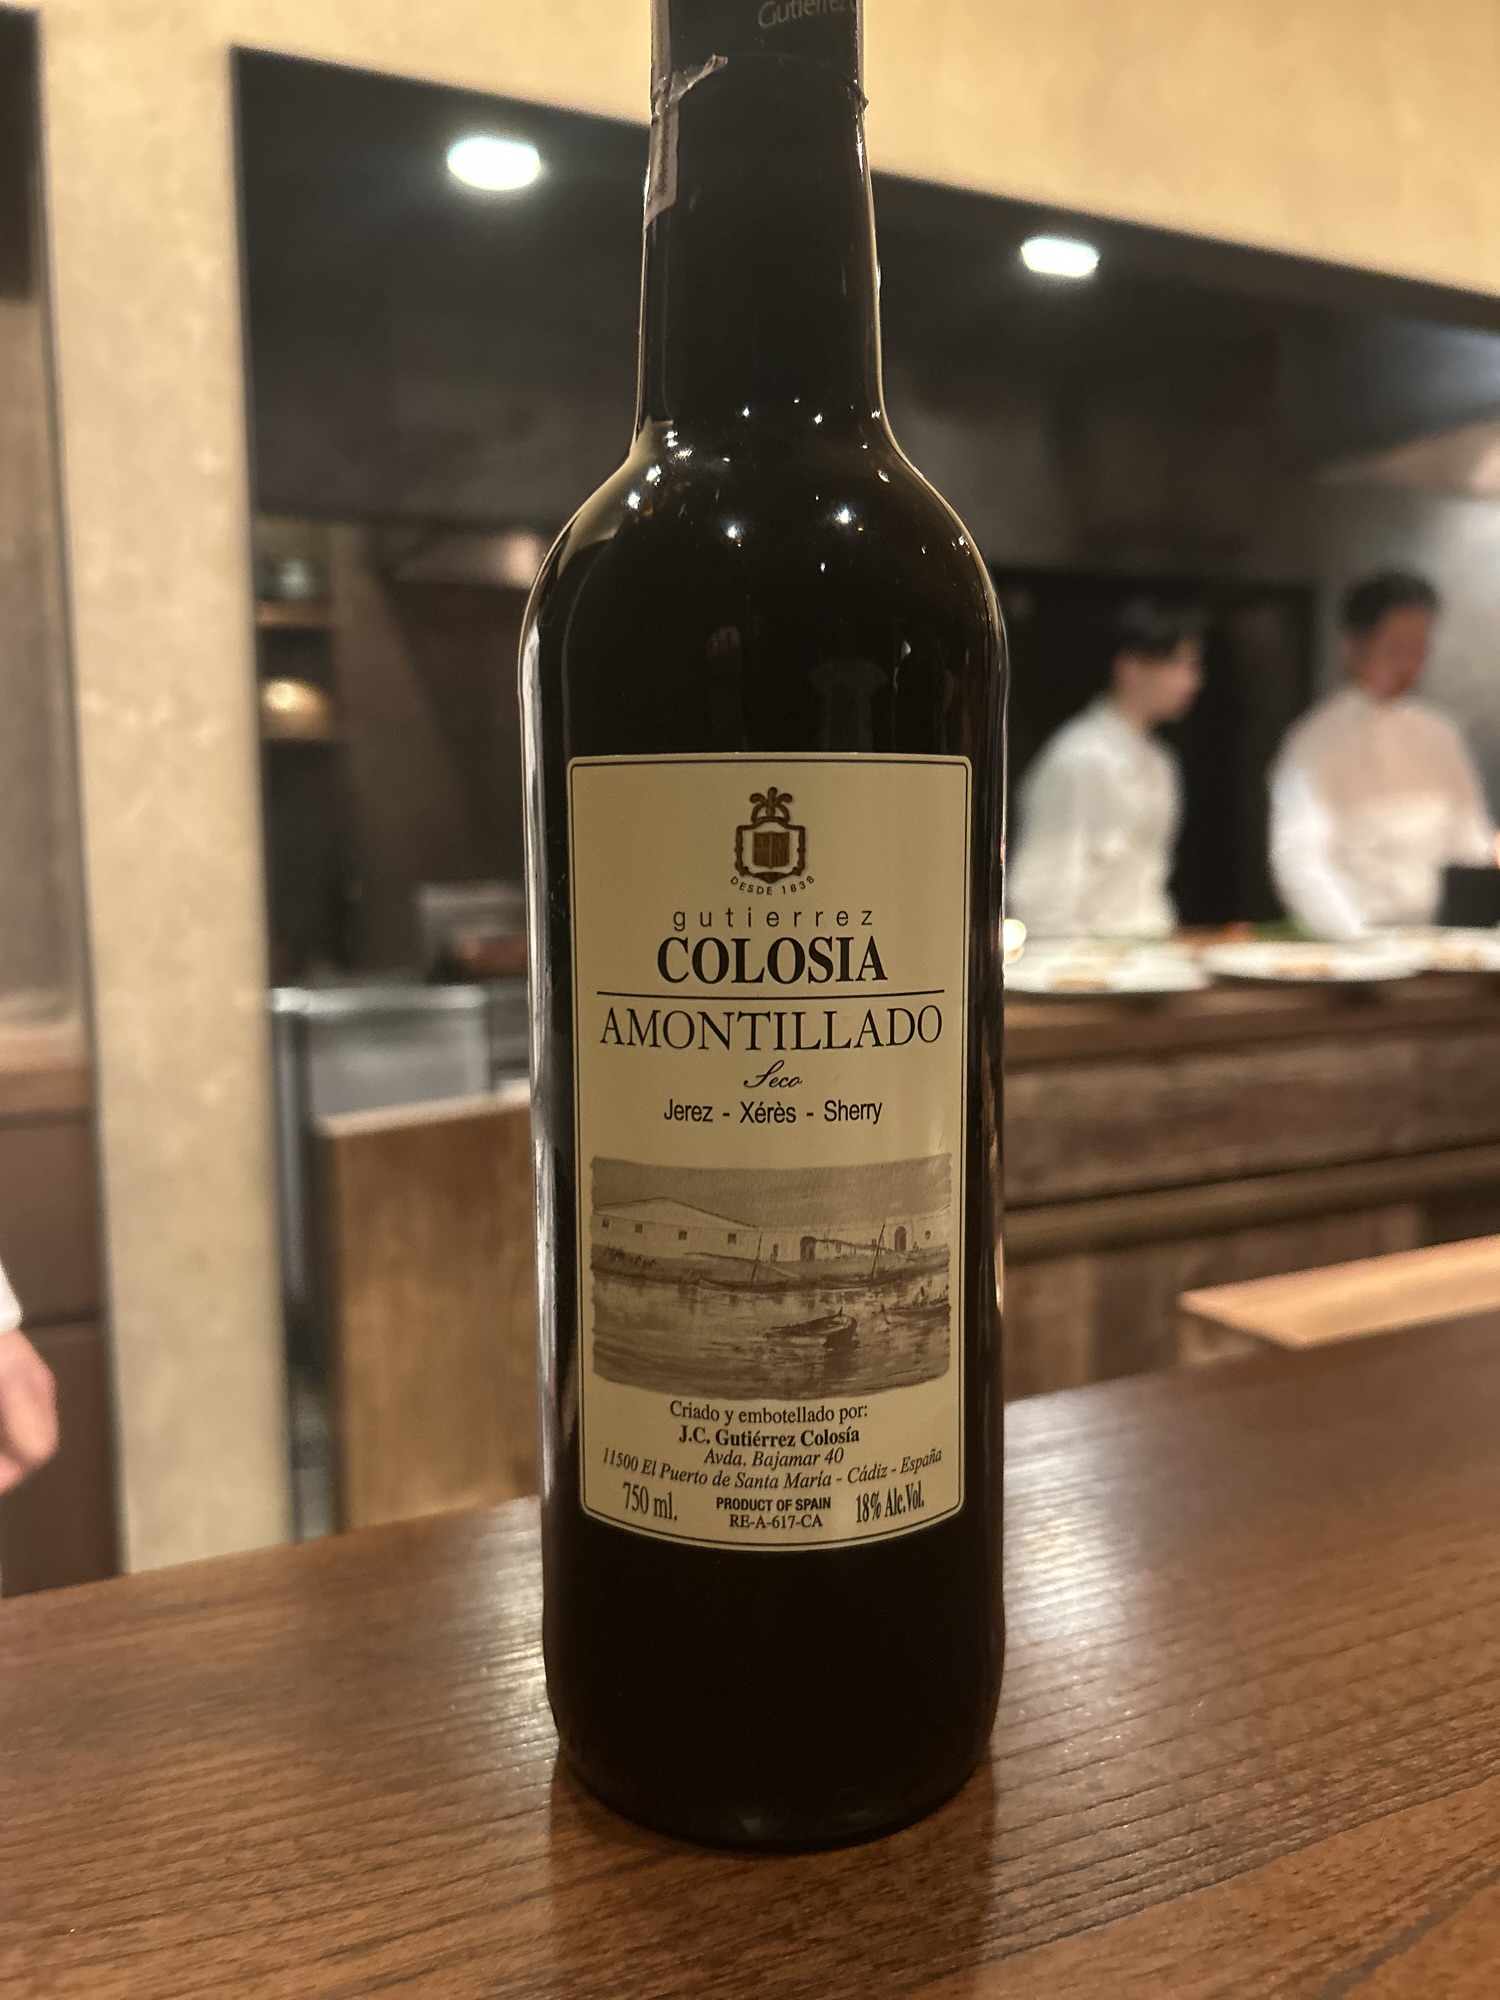 Gutiérrez
DESDE 1838
gutierrez
COLOSIA
AMONTILLADO
Seco
Jerez - Xérès - Sherry
Criado y embotellado por:
J.C. Gutiérrez Colosía
Avda. Bajamar 40
11500 El Puerto de Santa María - Cádiz - España
750 ml. PRODUCT OF SPAIN 18% Alc.Vol.
RE-A-617-CA